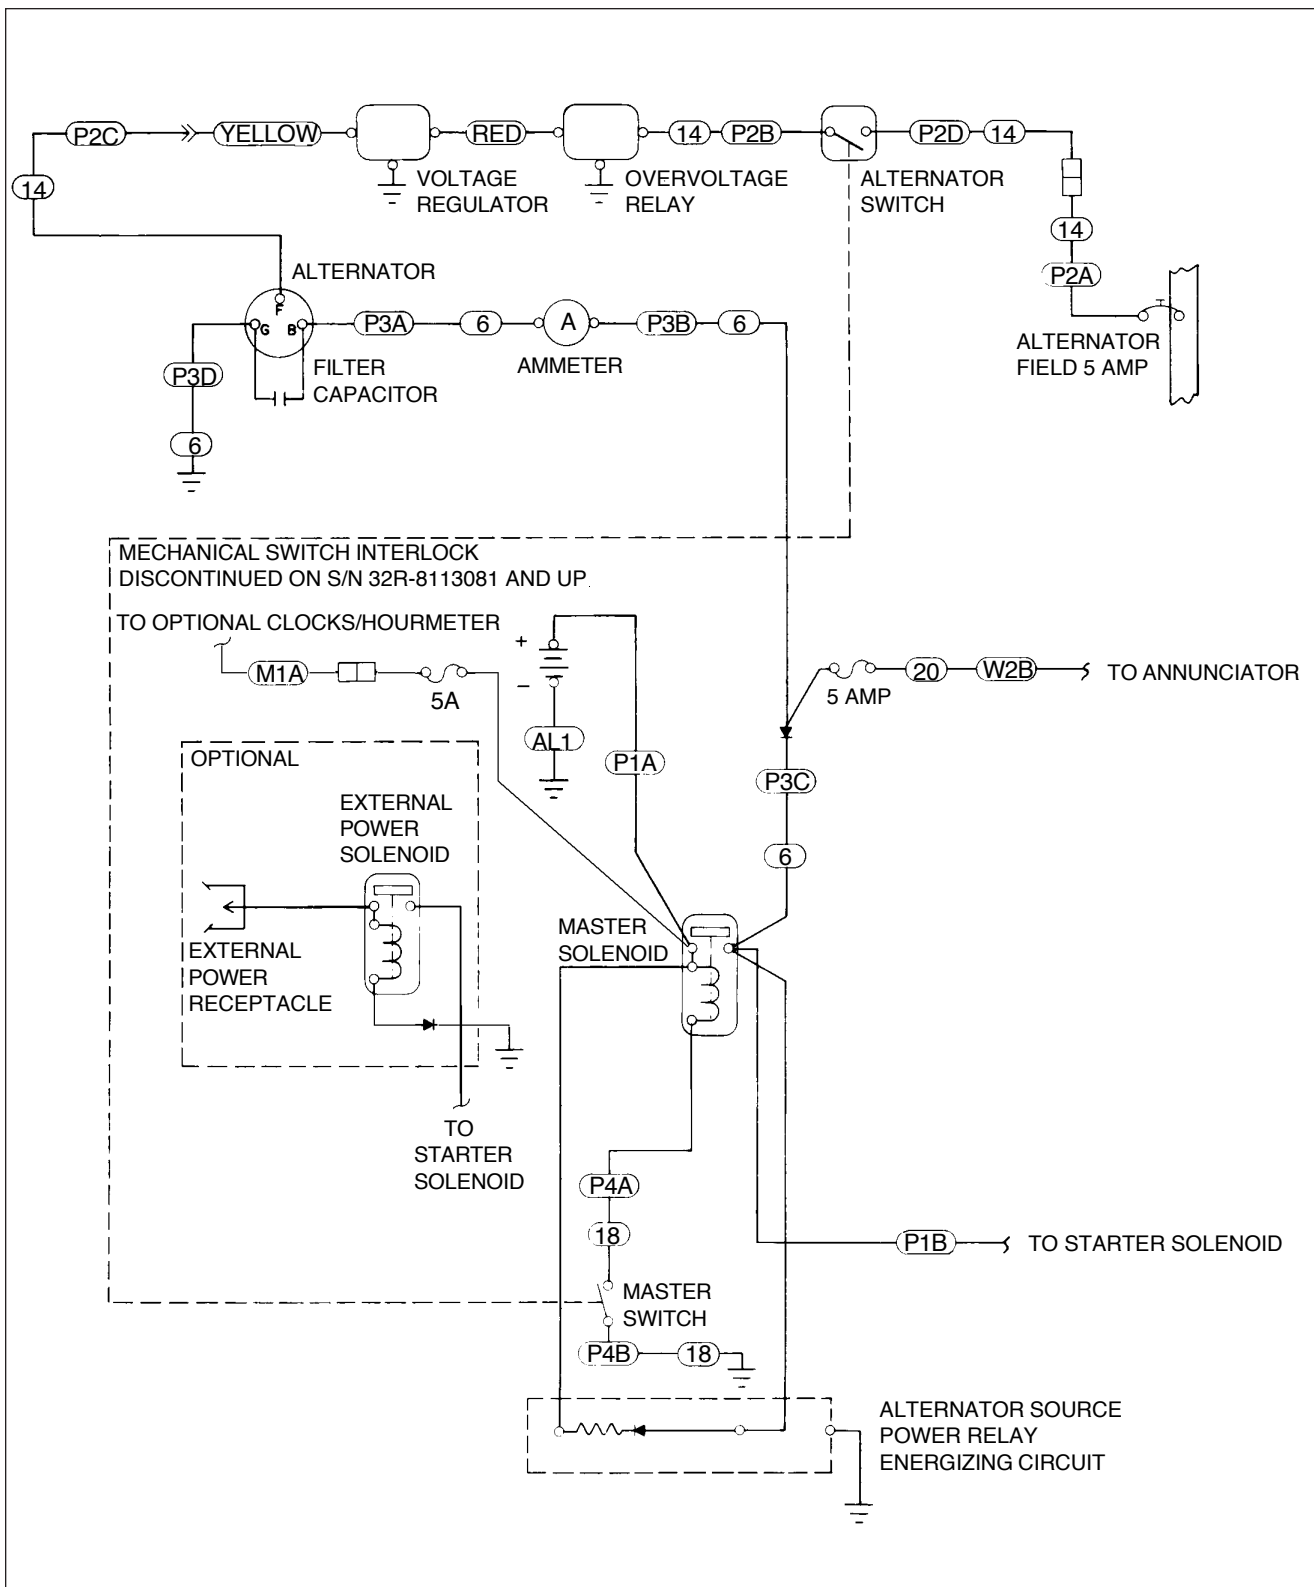 P2C
YELLOW
RED
14
P2B
P2D
14
14
VOLTAGE
REGULATOR
OVERVOLTAGE
RELAY
ALTERNATOR
SWITCH
14
P2A
ALTERNATOR
F
G
B
P3A
6
A
P3B
6
AMMETER
ALTERNATOR
FIELD 5 AMP
P3D
FILTER
CAPACITOR
6
MECHANICAL SWITCH INTERLOCK
DISCONTINUED ON S/N 32R-8113081 AND UP
TO OPTIONAL CLOCKS/HOURMETER
M1A
5A
+
–
AL1
P1A
5 AMP
20
W2B
TO ANNUNCIATOR
P3C
6
OPTIONAL
EXTERNAL
POWER
SOLENOID
EXTERNAL
POWER
RECEPTACLE
MASTER
SOLENOID
TO
STARTER
SOLENOID
P4A
18
P1B
TO STARTER SOLENOID
MASTER
SWITCH
P4B
18
ALTERNATOR SOURCE
POWER RELAY
ENERGIZING CIRCUIT